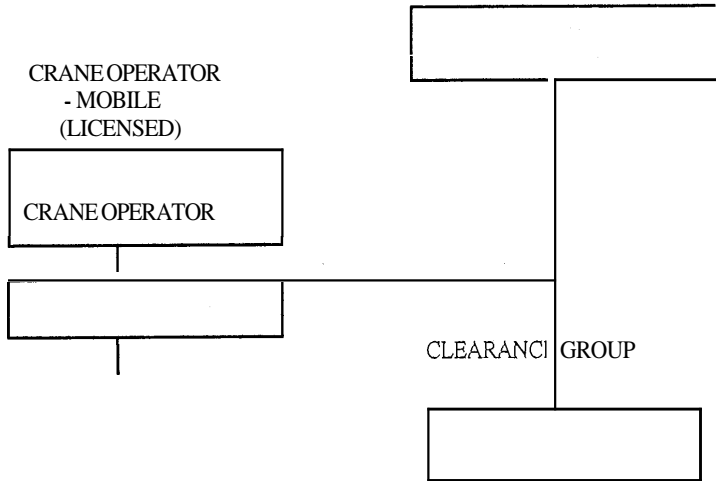 CRANE OPERATOR
- MOBILE
(LICENSED)
CRANE OPERATOR
CLEARANCI GROUP